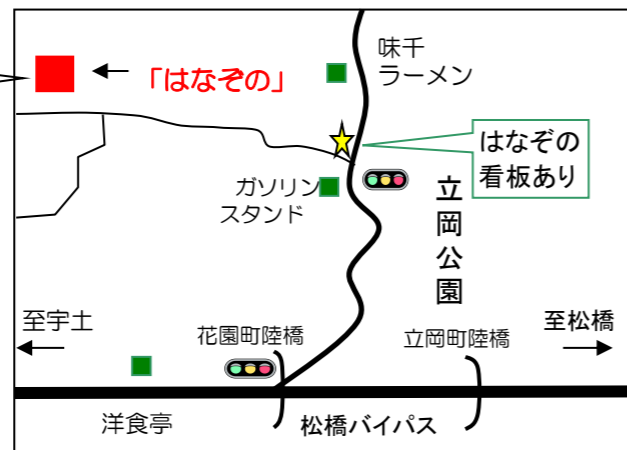 味千
ラーメン
「はなぞの」
はなぞの
看板あり
ガソリン
スタンド
立岡公園
至宇土
花園町陸橋
立岡町陸橋
至松橋
洋食亭
松橋バイパス